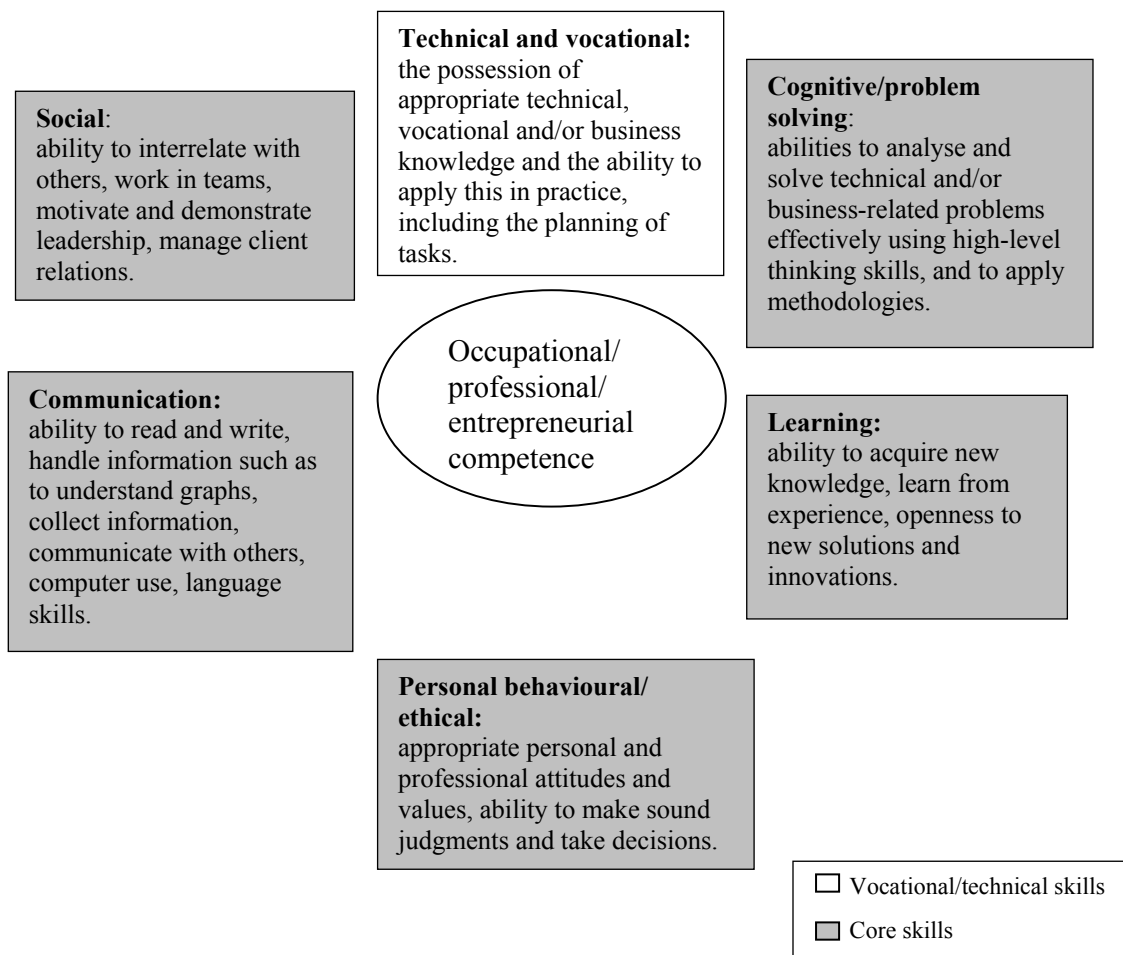 Technical and vocational:
the possession of
appropriate technical,
vocational and/or business
knowledge and the ability to
apply this in practice,
including the planning of
tasks.
Social:
ability to interrelate with
others, work in teams,
motivate and demonstrate
leadership, manage client
relations.
Cognitive/problem
solving:
abilities to analyse and
solve technical and/or
business-related problems
effectively using high-level
thinking skills, and to apply
methodologies.
Occupational/
professional/
entrepreneurial
competence
Communication:
ability to read and write,
handle information such as
to understand graphs,
collect information,
communicate with others,
computer use, language
skills.
Learning:
ability to acquire new
knowledge, learn from
experience, openness to
new solutions and
innovations.
Personal behavioural/
ethical:
appropriate personal and
professional attitudes and
values, ability to make sound
judgments and take decisions.
Vocational/technical skills
Core skills